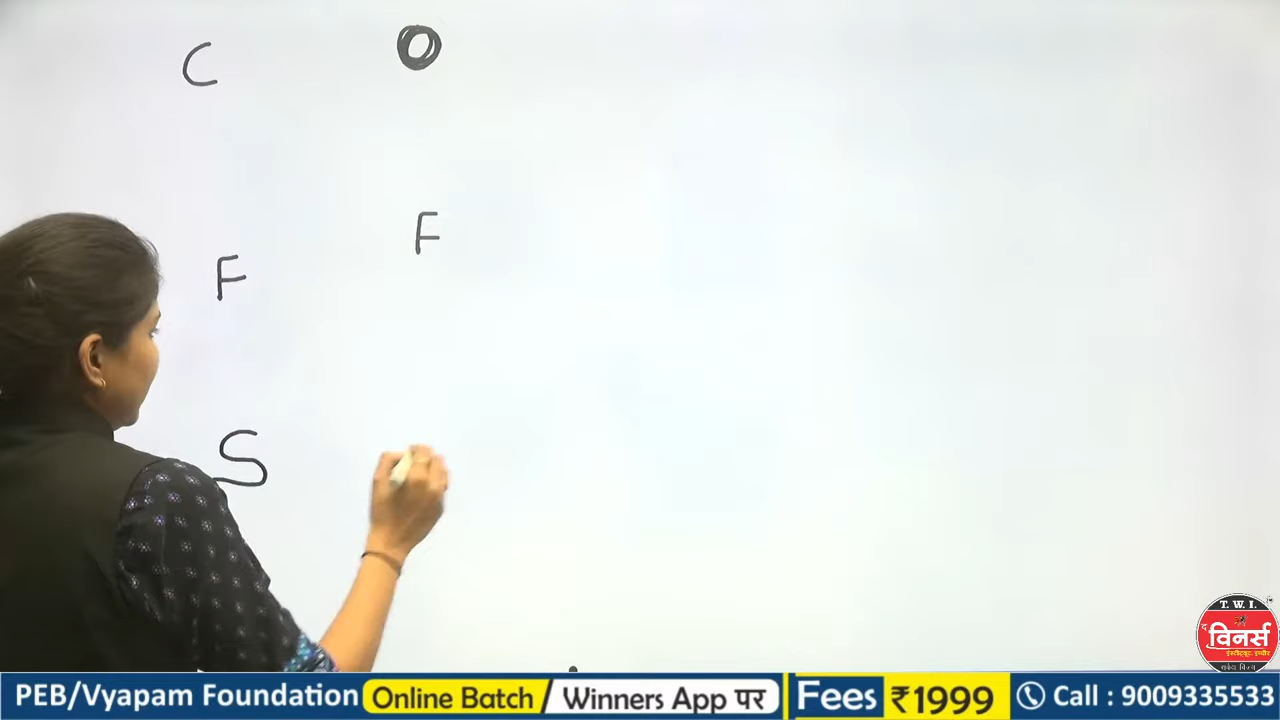 C O
F F
S
T. W. I.
द विनर्स
PEB/Vyapam Foundation Online Batch / Winners App पर Fees ₹1999 Call : 9009335533